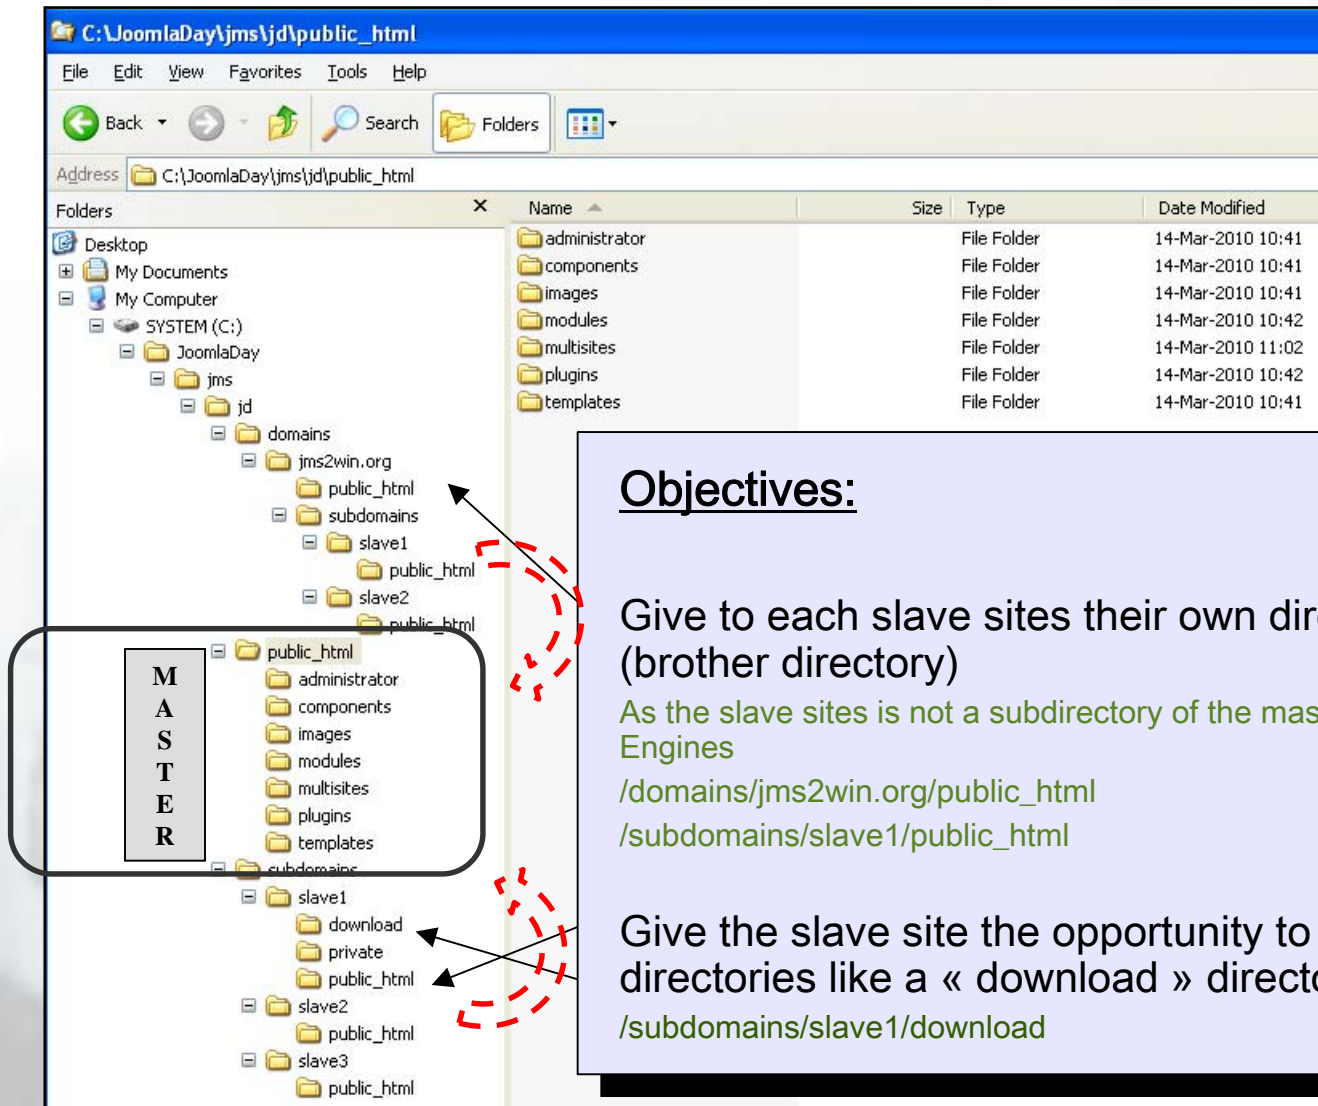 C:\JoomlaDay\jms\jd\public_html
File Edit View Favorites Tools Help
Back Search Folders
Address C:\JoomlaDay\jms\jd\public_html
Folders
Desktop
My Documents
My Computer
SYSTEM (C:)
JoomlaDay
jms
jd
domains
jms2win.org
public_html
subdomains
slave1
public_html
slave2
public_html
public_html
administrator
components
images
modules
multisites
plugins
templates
subdomains
slave1
download
private
public_html
slave2
public_html
slave3
public_html
MASTER
Name Size Type Date Modified
administrator File Folder 14-Mar-2010 10:41
components File Folder 14-Mar-2010 10:41
images File Folder 14-Mar-2010 10:41
modules File Folder 14-Mar-2010 10:42
multisites File Folder 14-Mar-2010 11:02
plugins File Folder 14-Mar-2010 10:42
templates File Folder 14-Mar-2010 10:41
Objectives:
Give to each slave sites their own
(brother directory)
As the slave sites is not a subdirectory of the
Engines
/domains/jms2win.org/public_html
/subdomains/slave1/public_html
Give the slave site the opportunity to
directories like a « download »
/subdomains/slave1/download